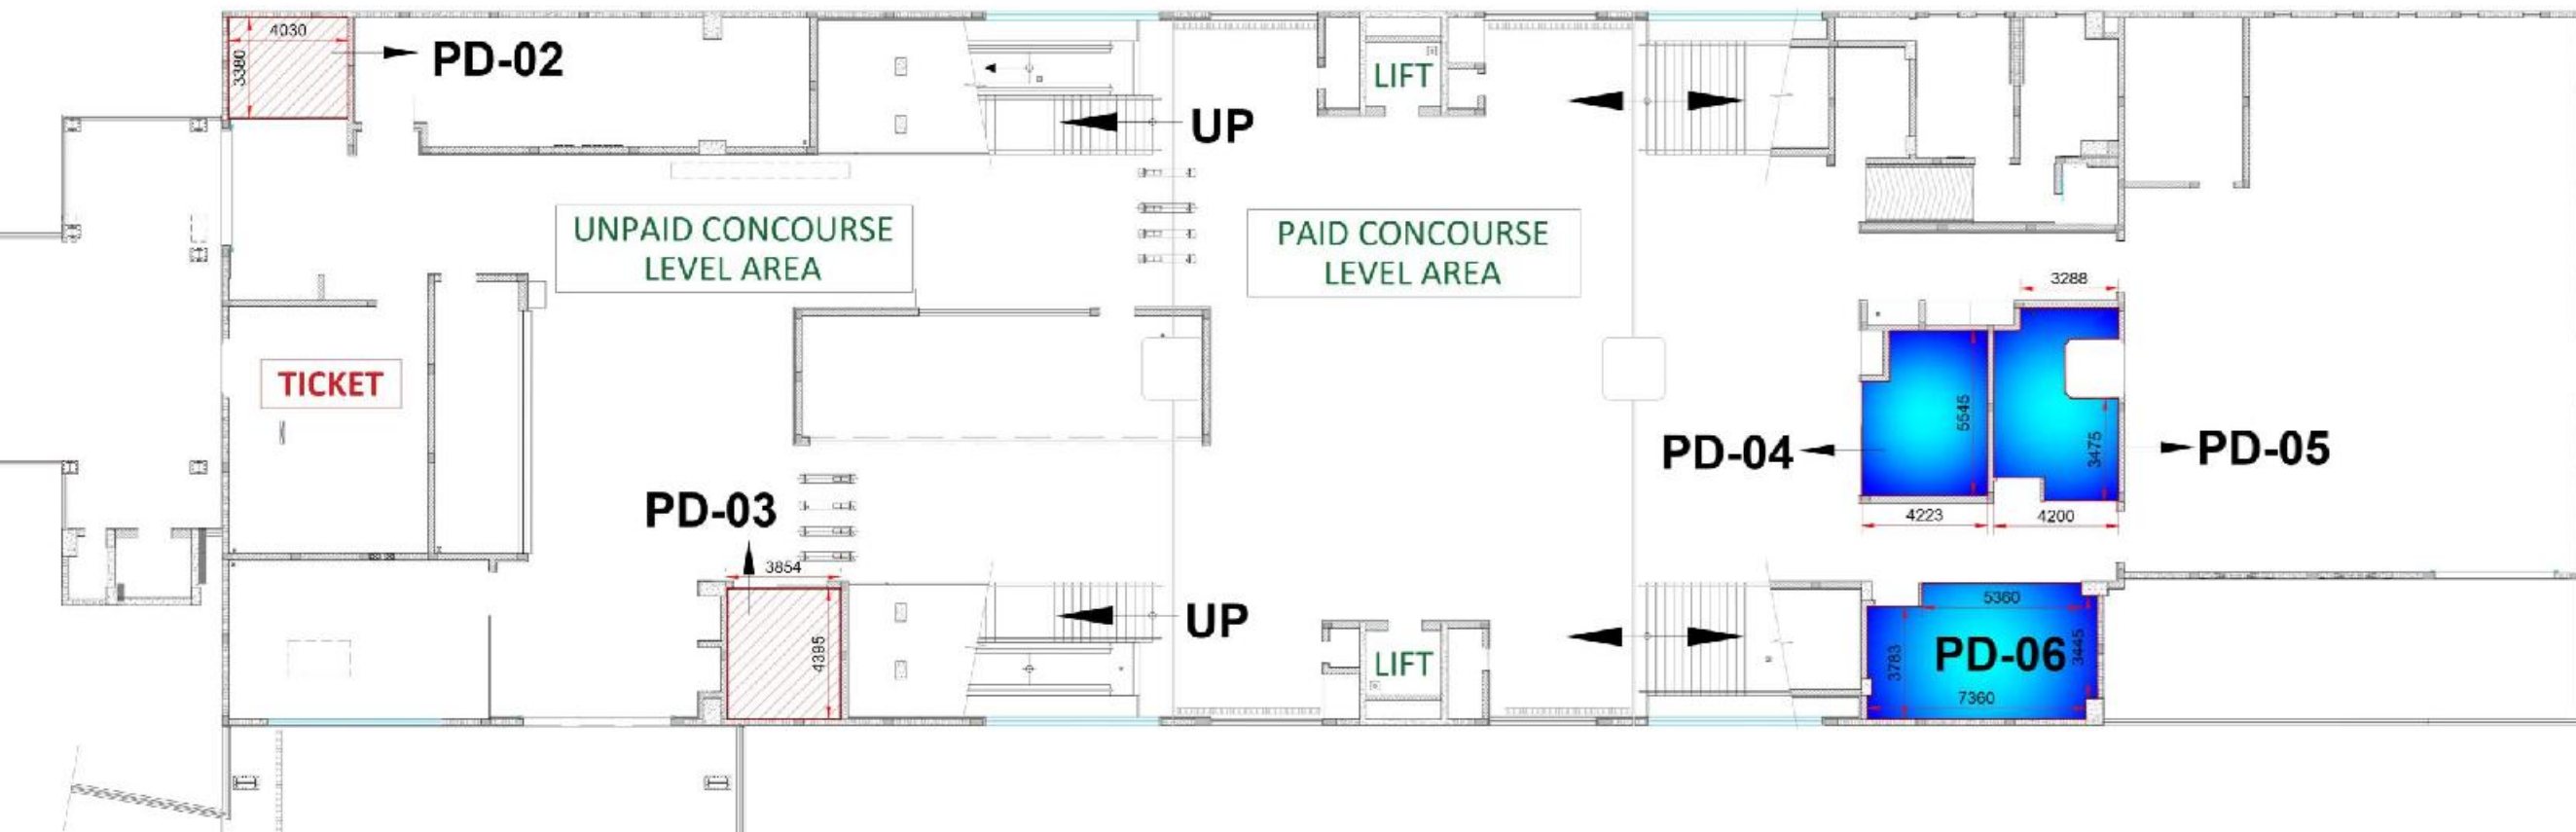 4030
3380
PD-02
LIFT
UP
UNPAID CONCOURSE
LEVEL AREA
PAID CONCOURSE
LEVEL AREA
3288
TICKET
5545
3475
PD-04
PD-05
4223
4200
PD-03
3854
4395
UP
LIFT
5360
PD-06
3783
3445
7360